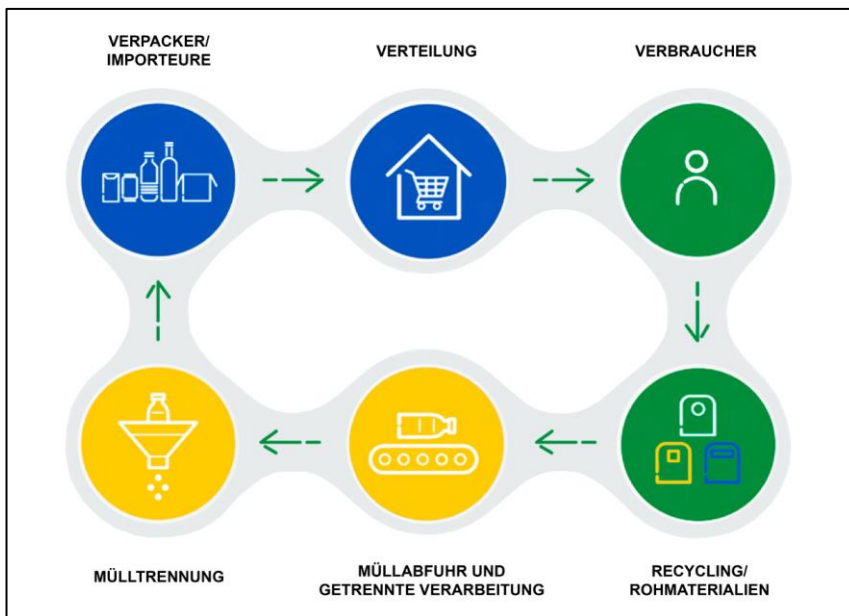 VERPACKER/
IMPORTEURE
VERTEILUNG
VERBRAUCHER
MÜLLTRENNUNG
MÜLLABFUHR UND
GETRENNTE VERARBEITUNG
RECYCLING/
ROHMATERIALIEN